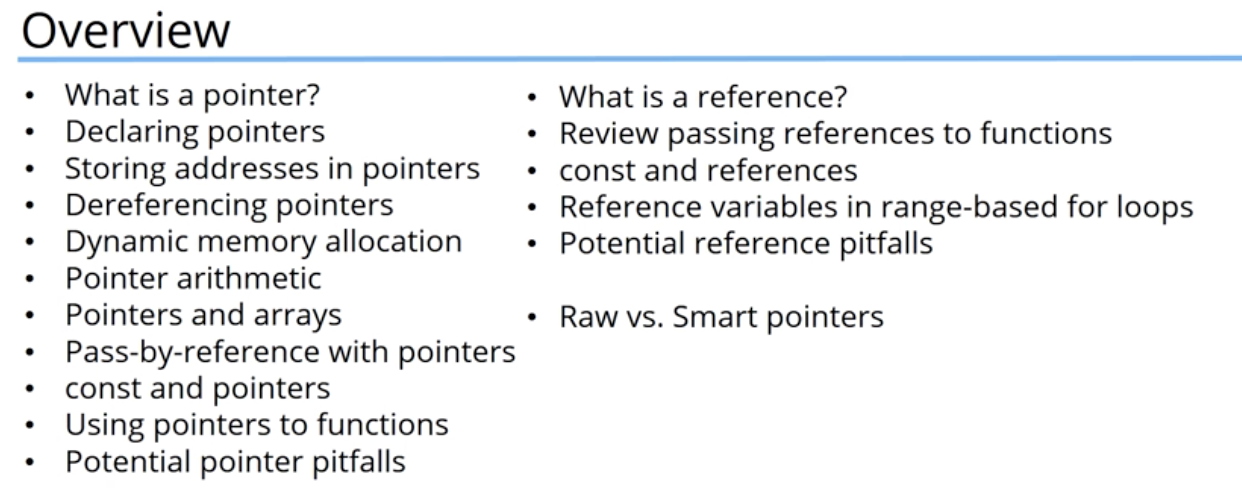 Overview
• What is a pointer?
• Declaring pointers
• Storing addresses in pointers
• Dereferencing pointers
• Dynamic memory allocation
• Pointer arithmetic
• Pointers and arrays
• Pass-by-reference with pointers
• const and pointers
• Using pointers to functions
• Potential pointer pitfalls
• What is a reference?
• Review passing references to functions
• const and references
• Reference variables in range-based for loops
• Potential reference pitfalls
• Raw vs. Smart pointers